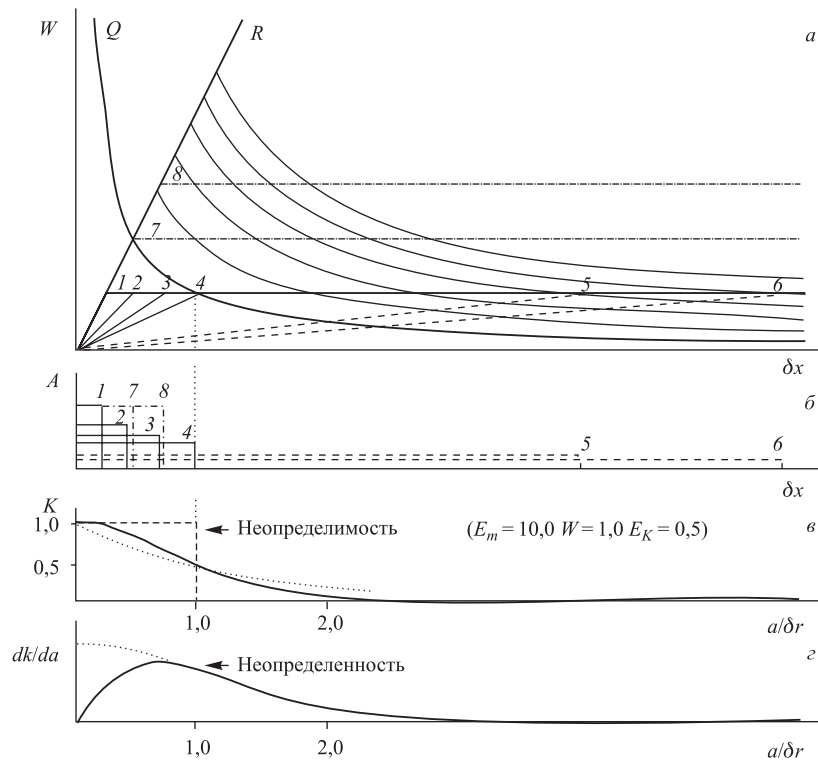 W Q R а
8
7
1 2 3 4 5 6
δx
A 1 7 8 б
2 3 4 5 6
δx
K
1,0 Неопределимость (E_m = 10,0 W = 1,0 E_K = 0,5) в
0,5
1,0 2,0 a/δr
dk/da Неопределенность г
1,0 2,0 a/δr